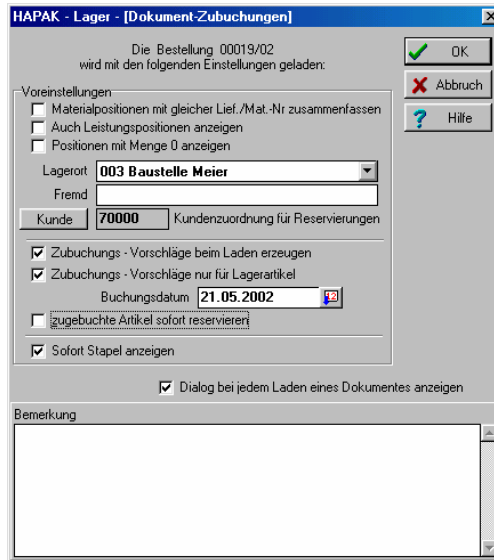 HAPAK - Lager - [Dokument-Zubuchungen]
Die Bestellung 00019/02
wird mit den folgenden Einstellungen geladen:
OK
Abbruch
Hilfe
Voreinstellungen
Materialpositionen mit gleicher Lief./Mat.-Nr zusammenfassen
Auch Leistungspositionen anzeigen
Positionen mit Menge 0 anzeigen
Lagerort 003 Baustelle Meier
Fremd
Kunde 70000 Kundenzuordnung für Reservierungen
Zubuchungs - Vorschläge beim Laden erzeugen
Zubuchungs - Vorschläge nur für Lagerartikel
Buchungsdatum 21.05.2002 12
zugebuchte Artikel sofort reservieren
Sofort Stapel anzeigen
Dialog bei jedem Laden eines Dokumentes anzeigen
Bemerkung